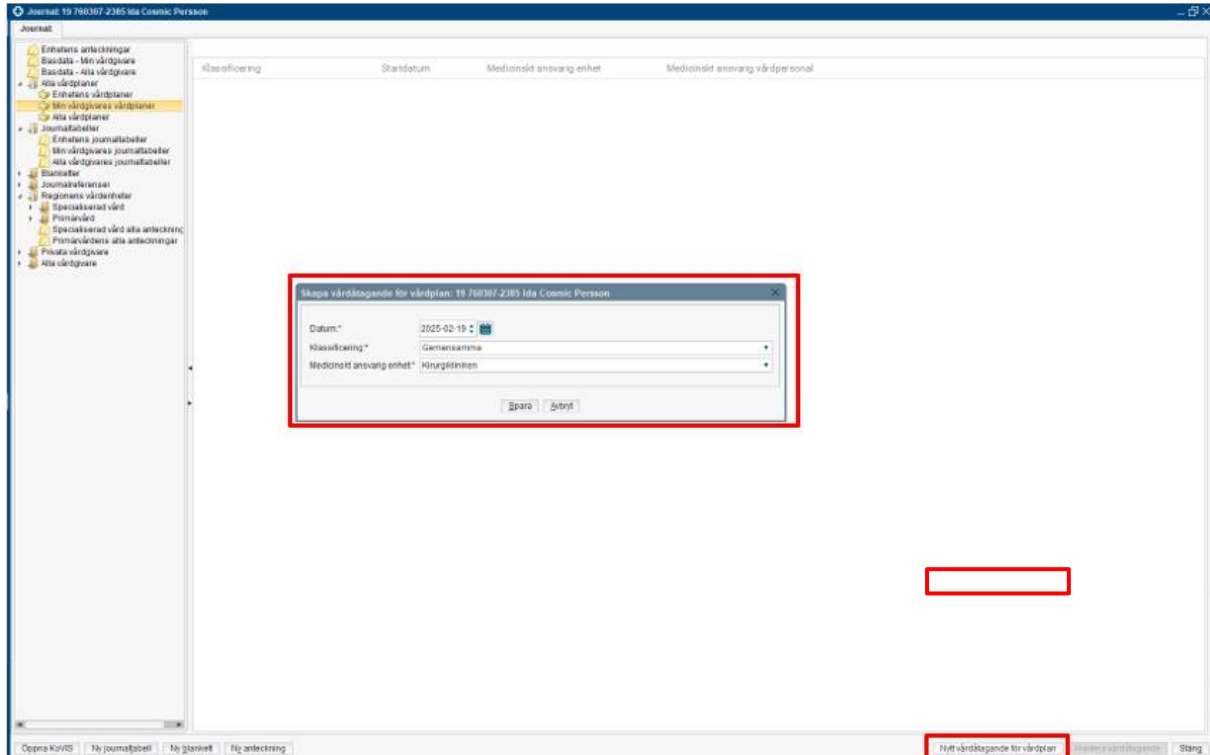 Journal: 19 760307-2385 Ida Cosmic Persson
Journal:
Enhetens anteckningar
Basdata - Min vårdgivare
Basdata - Alla vårdgivare
Alla vårdplaner
Enhetens vårdplaner
Min vårdgivares vårdplaner
Alla vårdplaner
Journaltabeller
Enhetens journaltabeller
Min vårdgivares journaltabeller
Alla vårdgivares journaltabeller
Blanketter
Journalreferenser
Regionens vårdenheter
Specialiserad vård
Primärvård
Specialiserad vård alla anteckning
Primärvårdens alla anteckningar
Privata vårdgivare
Alla vårdgivare
Klassificering Startdatum Medicinskt ansvarig enhet Medicinskt ansvarig vårdpersonal
Skapa vårdåtagande för vårdplan: 19 760307-2385 Ida Cosmic Persson
Datum:* 2025-02-19
Klassificering:* Gemensamma
Medicinskt ansvarig enhet:* Kirurgkliniken
Spara Avbryt
Öppna KoVIS Ny journaltabell Ny blankett Ny anteckning Nytt vårdåtagande för vårdplan Hantera vårdåtagande Stäng